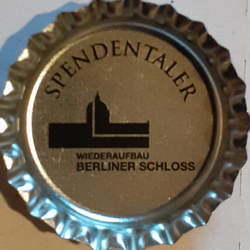 SPENDENTALER
WIEDERAUFBAU
BERLINER SCHLOSS